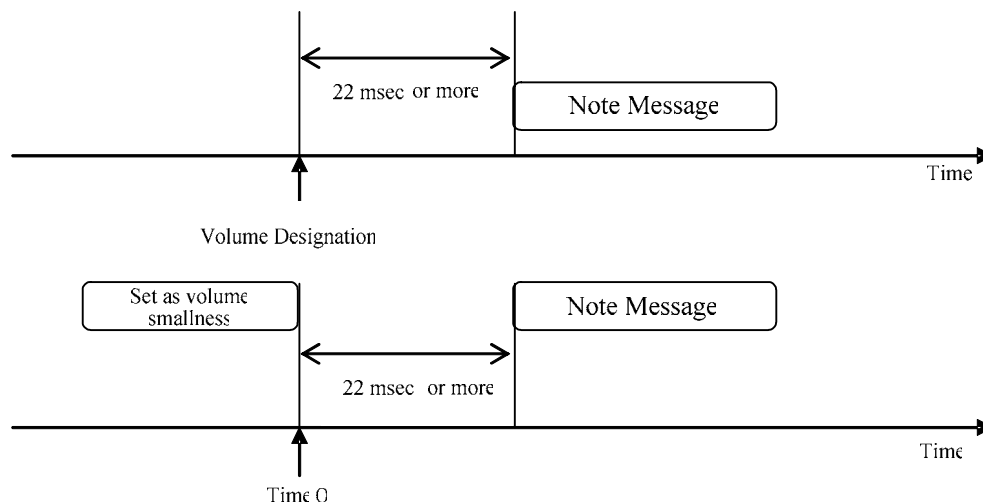 22 msec or more
Note Message
Time
Volume Designation
Set as volume
smallness
Note Message
22 msec or more
Time
Time 0